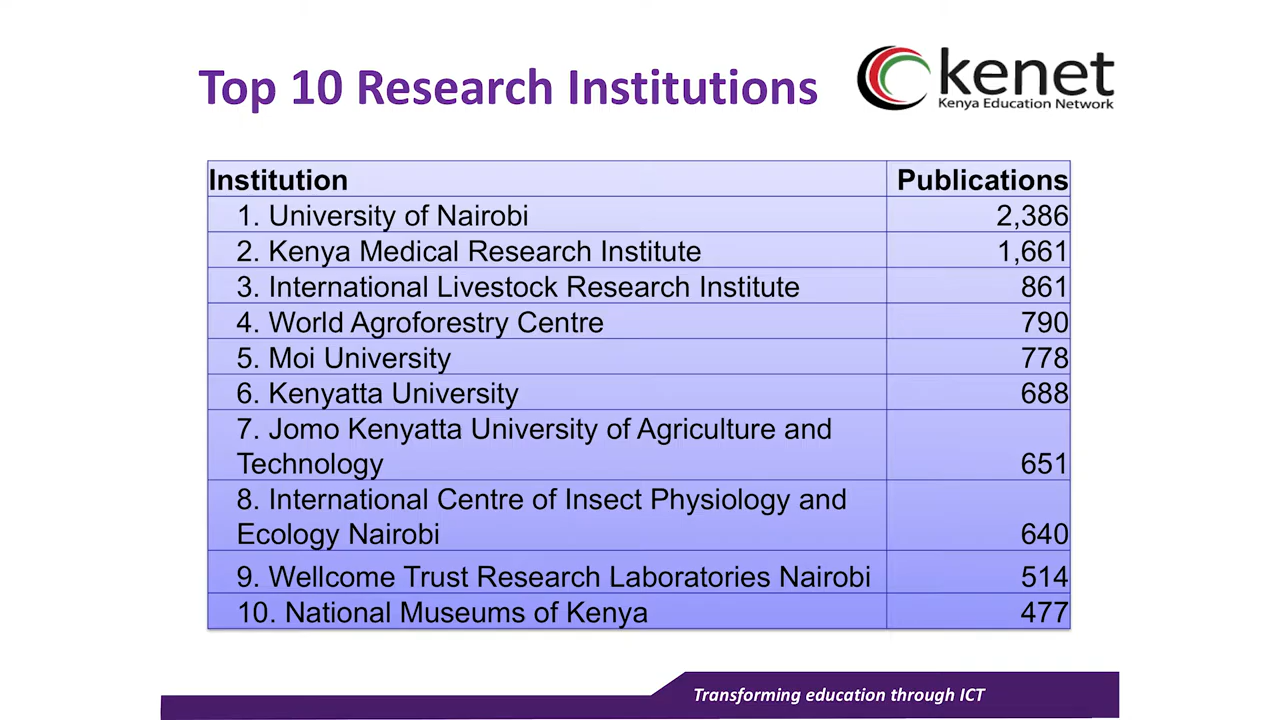 Top 10 Research Institutions
kenet
Kenya Education Network
Institution Publications
1. University of Nairobi 2,386
2. Kenya Medical Research Institute 1,661
3. International Livestock Research Institute 861
4. World Agroforestry Centre 790
5. Moi University 778
6. Kenyatta University 688
7. Jomo Kenyatta University of Agriculture and
Technology 651
8. International Centre of Insect Physiology and
Ecology Nairobi 640
9. Wellcome Trust Research Laboratories Nairobi 514
10. National Museums of Kenya 477
Transforming education through ICT